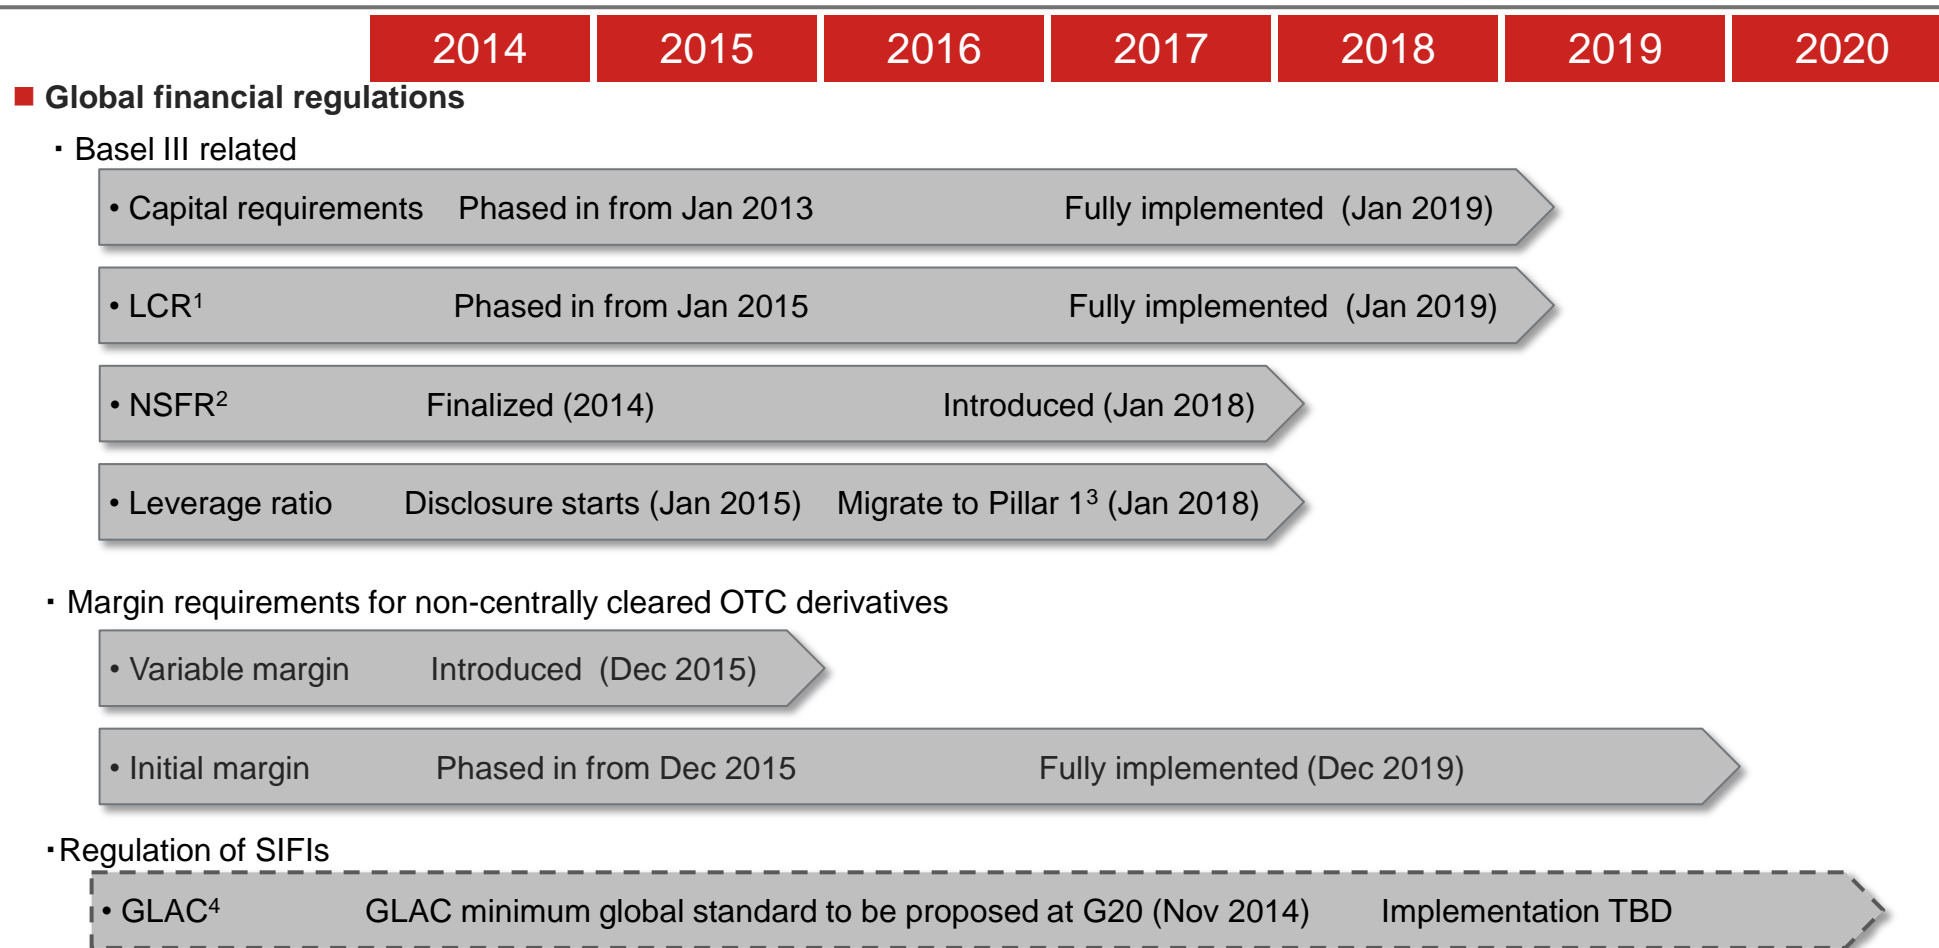 2014 2015 2016 2017 2018 2019 2020
■ Global financial regulations
・Basel III related
• Capital requirements Phased in from Jan 2013 Fully implemented (Jan 2019)
• LCR¹ Phased in from Jan 2015 Fully implemented (Jan 2019)
• NSFR² Finalized (2014) Introduced (Jan 2018)
• Leverage ratio Disclosure starts (Jan 2015) Migrate to Pillar 1³ (Jan 2018)
・Margin requirements for non-centrally cleared OTC derivatives
• Variable margin Introduced (Dec 2015)
• Initial margin Phased in from Dec 2015 Fully implemented (Dec 2019)
・Regulation of SIFIs
• GLAC⁴ GLAC minimum global standard to be proposed at G20 (Nov 2014) Implementation TBD